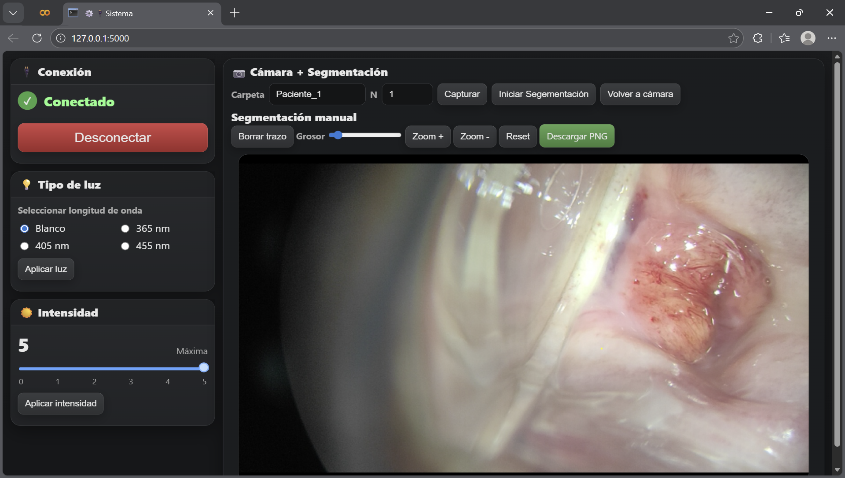 Sistema
127.0.0.1:5000
Conexión
Conectado
Desconectar
Tipo de luz
Seleccionar longitud de onda
Blanco
365 nm
405 nm
455 nm
Aplicar luz
Intensidad
5
Máxima
0 1 2 3 4 5
Aplicar intensidad
Cámara + Segmentación
Carpeta Paciente_1 N 1 Capturar Iniciar Segementación Volver a cámara
Segmentación manual
Borrar trazo Grosor Zoom + Zoom - Reset Descargar PNG